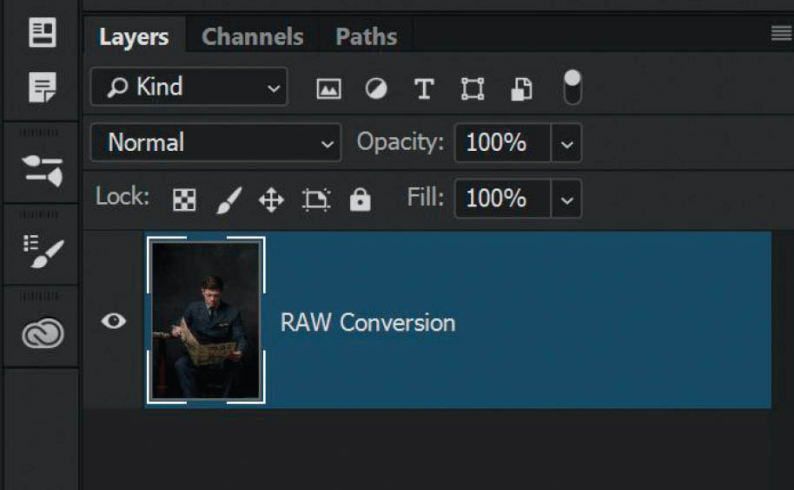 Layers Channels Paths
Kind
Normal Opacity: 100%
Lock: Fill: 100%
RAW Conversion